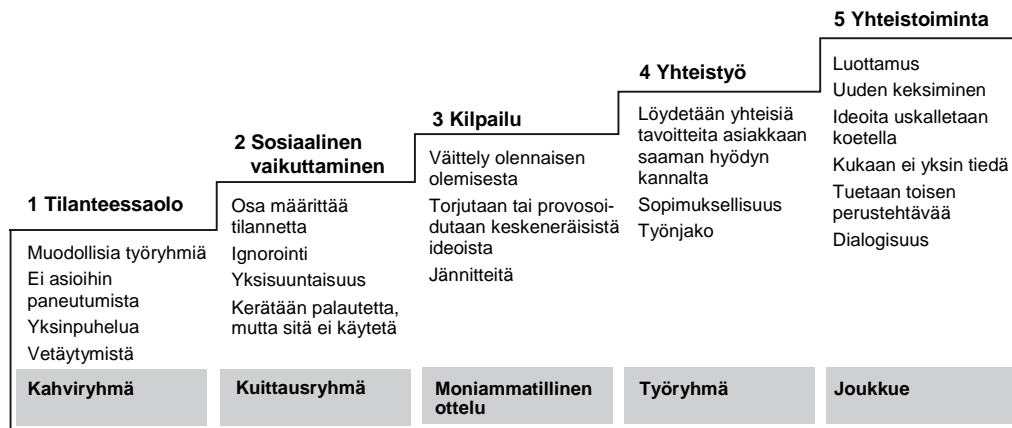 1 Tilanteessaolo
Muodollisia työryhmiä
Ei asioihin
paneutumista
Yksinpuhelua
Vetäytymistä
Kahviryhmä
2 Sosiaalinen
vaikuttaminen
Osa määrittää
tilannetta
Ignorointi
Yksisuuntaisuus
Kerätään palautetta,
mutta sitä ei käytetä
Kuittausryhmä
3 Kilpailu
Väittely olennaisen
olemisesta
Torjutaan tai provosoi-
dutaan keskeneräisistä
ideoista
Jännitteitä
Moniammatillinen
ottelu
4 Yhteistyö
Löydetään yhteisiä
tavoitteita asiakkaan
saaman hyödyn
kannalta
Sopimuksellisuus
Työnjako
Työryhmä
5 Yhteistoiminta
Luottamus
Uuden keksiminen
Ideoita uskalletaan
koetella
Kukaan ei yksin tiedä
Tuetaan toisen
perustehtävää
Dialogisuus
Joukkue